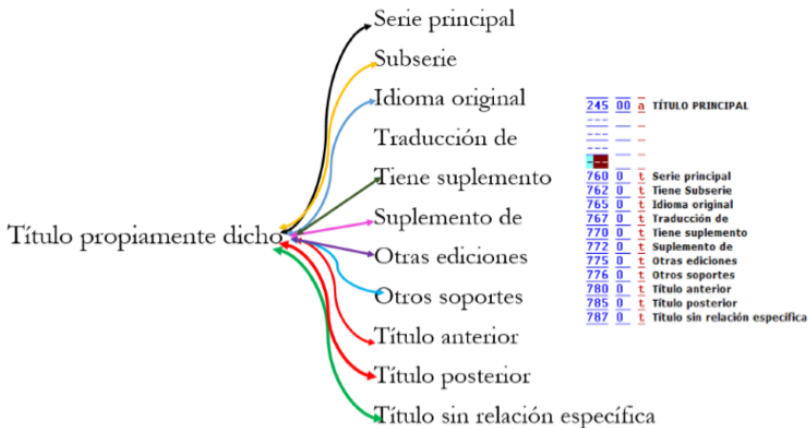 Serie principal
Subserie
Idioma original
Traducción de
Tiene suplemento
Suplemento de
Título propiamente dicho
Otras ediciones
Otros soportes
Título anterior
Título posterior
Título sin relación específica
245 00 a TÍTULO PRINCIPAL
--- _ _
--- _ _
--- _ _
---
760 0 t Serie principal
762 0 t Tiene Subserie
765 0 t Idioma original
767 0 t Traducción de
770 0 t Tiene suplemento
772 0 t Suplemento de
775 0 t Otras ediciones
776 0 t Otros soportes
780 0 t Título anterior
785 0 t Título posterior
787 0 t Título sin relación específica